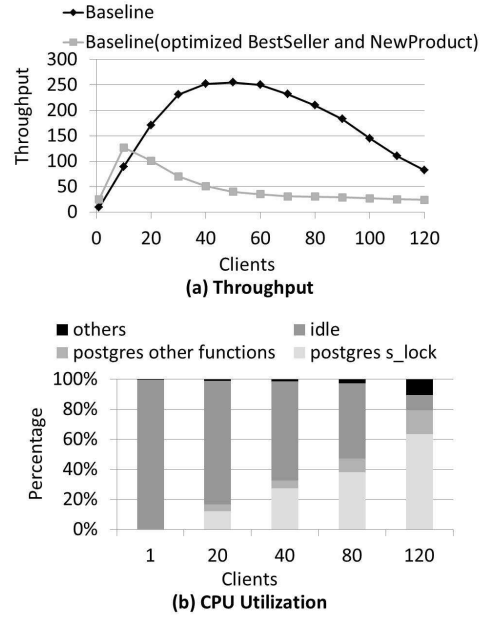 Baseline
Baseline(optimized BestSeller and NewProduct)
300
250
200
150
100
50
0
Throughput
0 20 40 60 80 100 120
Clients
(a) Throughput
others idle
postgres other functions postgres s_lock
100%
80%
60%
40%
20%
0%
Percentage
1 20 40 80 120
Clients
(b) CPU Utilization